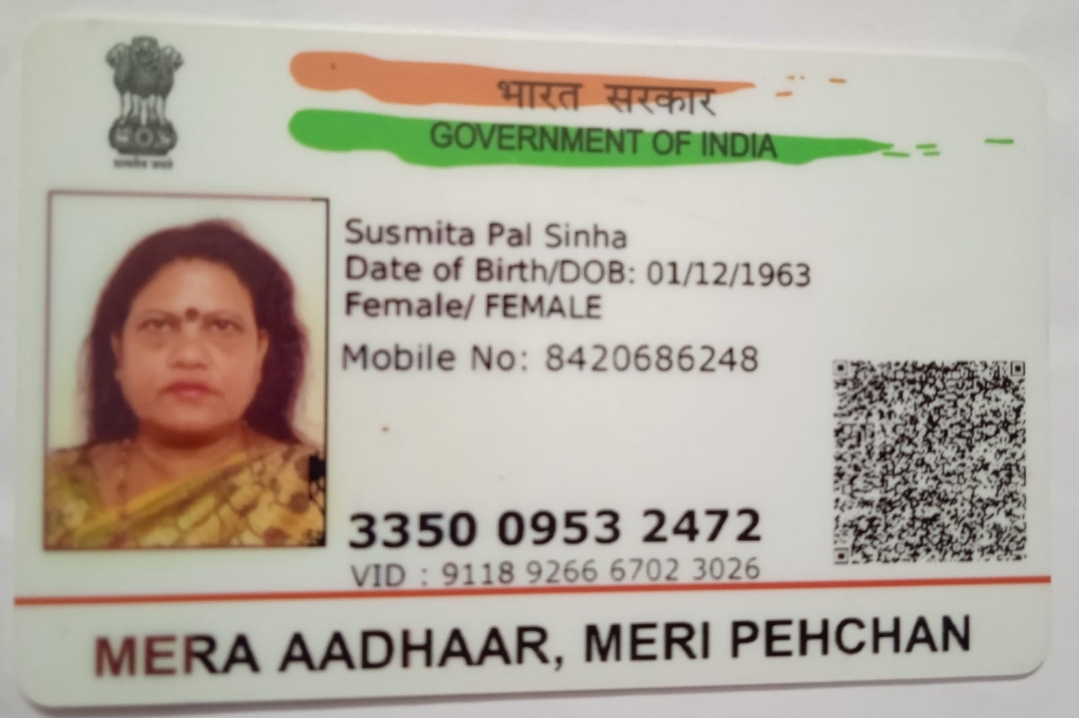 भारत सरकार
GOVERNMENT OF INDIA
सत्यमेव जयते
Susmita Pal Sinha
Date of Birth/DOB: 01/12/1963
Female/ FEMALE
Mobile No: 8420686248
3350 0953 2472
VID : 9118 9266 6702 3026
MERA AADHAAR, MERI PEHCHAN